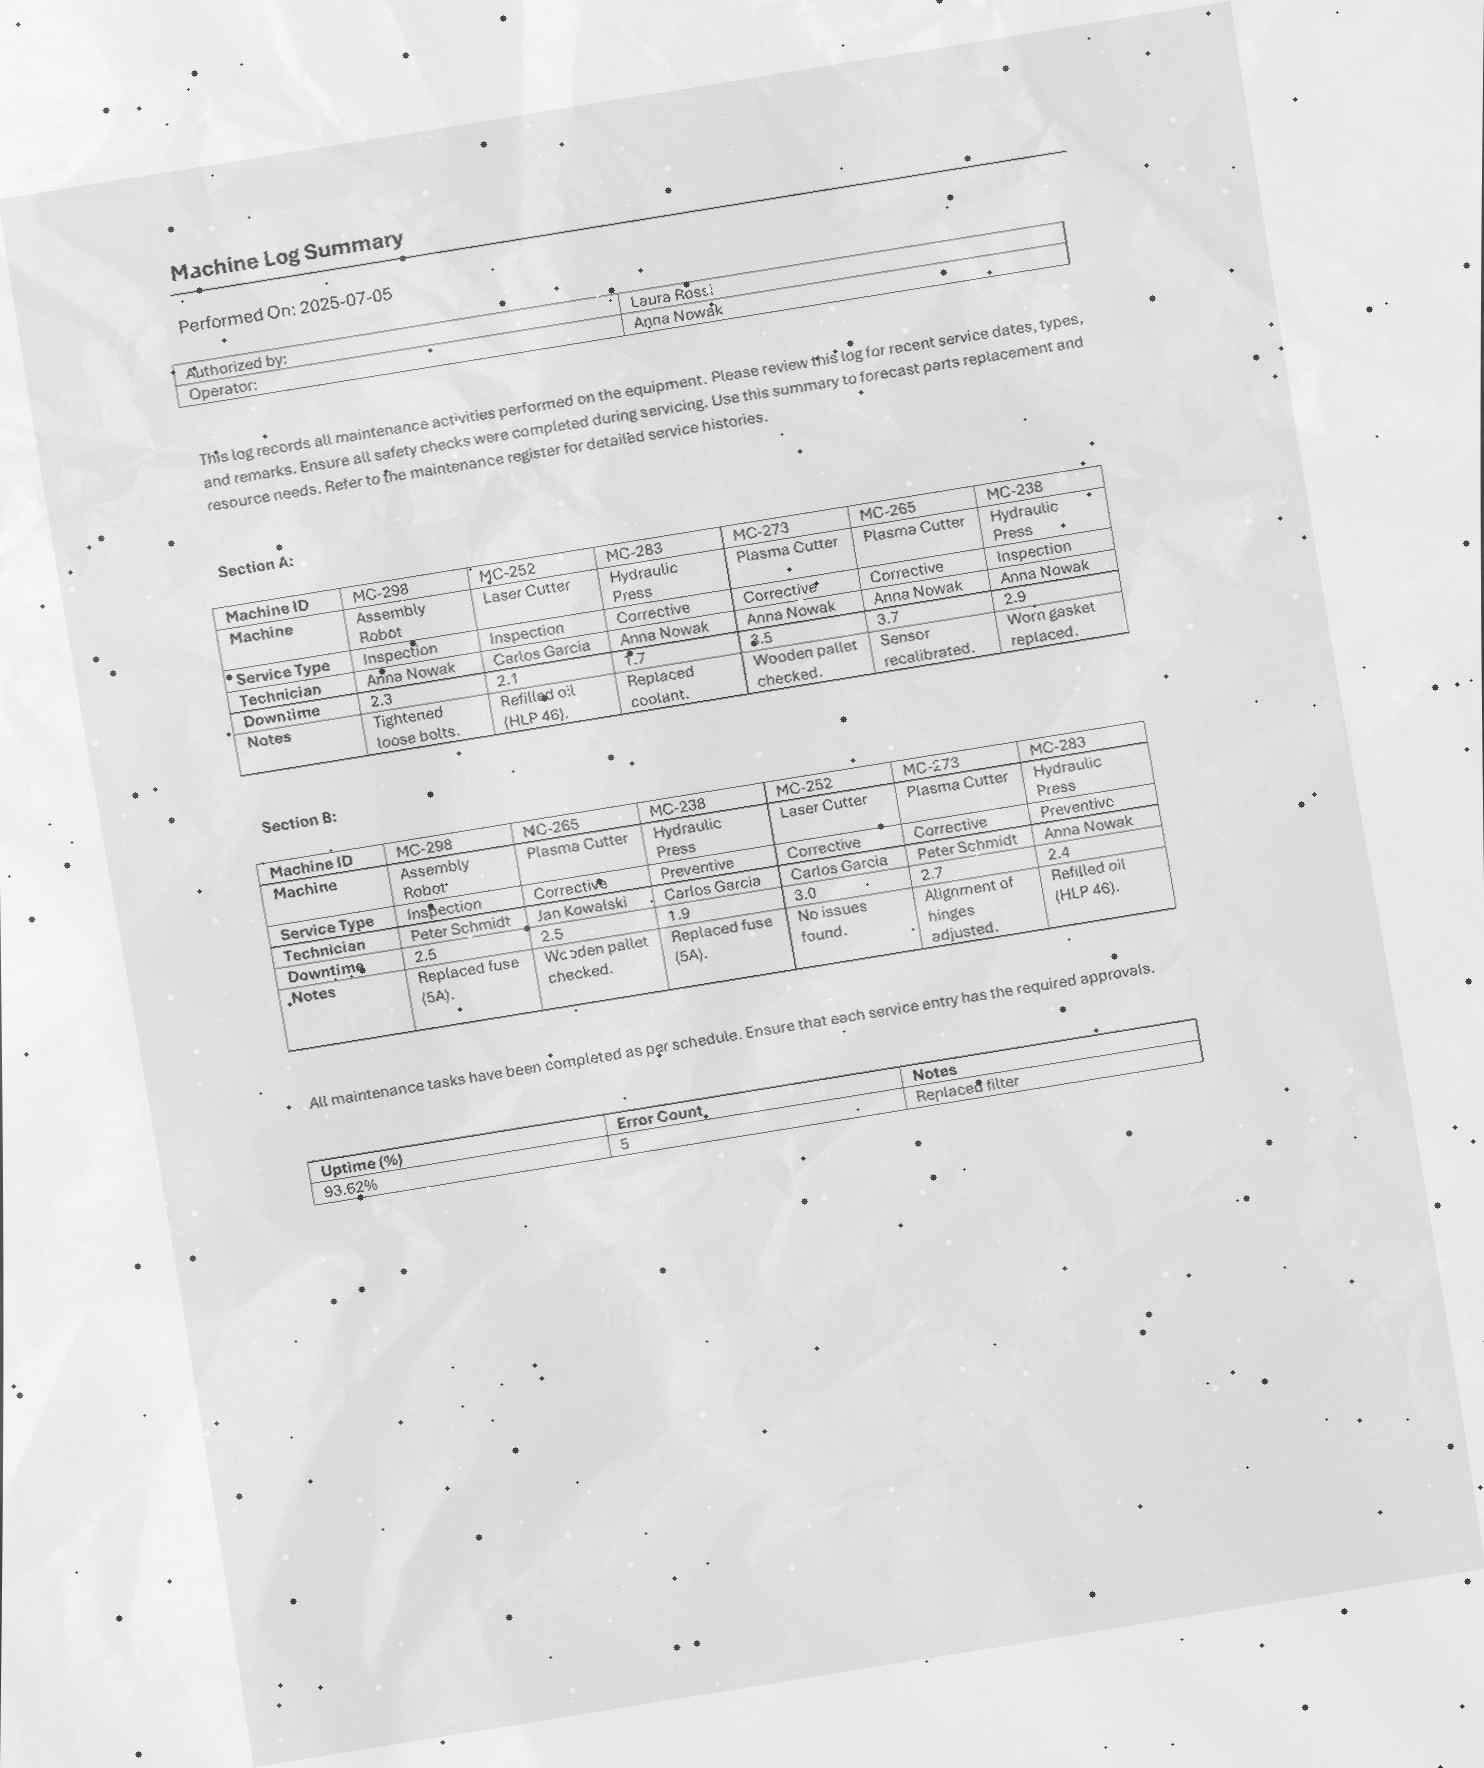 Machine Log Summary
Performed On: 2025-07-05
Authorized by: Laura Rossi
Operator: Anna Nowak
This log records all maintenance activities performed on the equipment. Please review this log for recent service dates, types,
and remarks. Ensure all safety checks were completed during servicing. Use this summary to forecast parts replacement and
resource needs. Refer to the maintenance register for detailed service histories.
Section A:
Machine ID MC-298 MC-252 MC-283 MC-273 MC-265 MC-238
Machine Assembly Laser Cutter Hydraulic Plasma Cutter Plasma Cutter Hydraulic
Robot Press Press
Service Type Inspection Inspection Corrective Corrective Corrective Inspection
Technician Anna Nowak Carlos Garcia Anna Nowak Anna Nowak Anna Nowak Anna Nowak
Downtime 2.3 2.1 .7 .5 3.7 2.9
Notes Tightened Refilled oil Replaced Wooden pallet Sensor Worn gasket
loose bolts. (HLP 46). coolant. checked. recalibrated. replaced.
Section B:
Machine ID MC-298 MC-265 MC-238 MC-252 MC-273 MC-283
Machine Assembly Plasma Cutter Hydraulic Laser Cutter Plasma Cutter Hydraulic
Robot Press Press
Service Type Inspection Corrective Preventive Corrective Corrective Preventive
Technician Peter Schmidt Jan Kowalski Carlos Garcia Carlos Garcia Peter Schmidt Anna Nowak
Downtime 2.5 2.5 1.9 3.0 2.7 2.4
Notes Replaced fuse Wooden pallet Replaced fuse No issues Alignment of Refilled oil
(5A). checked. (5A). found. hinges (HLP 46).
adjusted.
All maintenance tasks have been completed as per schedule. Ensure that each service entry has the required approvals.
Uptime (%) Error Count Notes
93.62% 5 Replaced filter